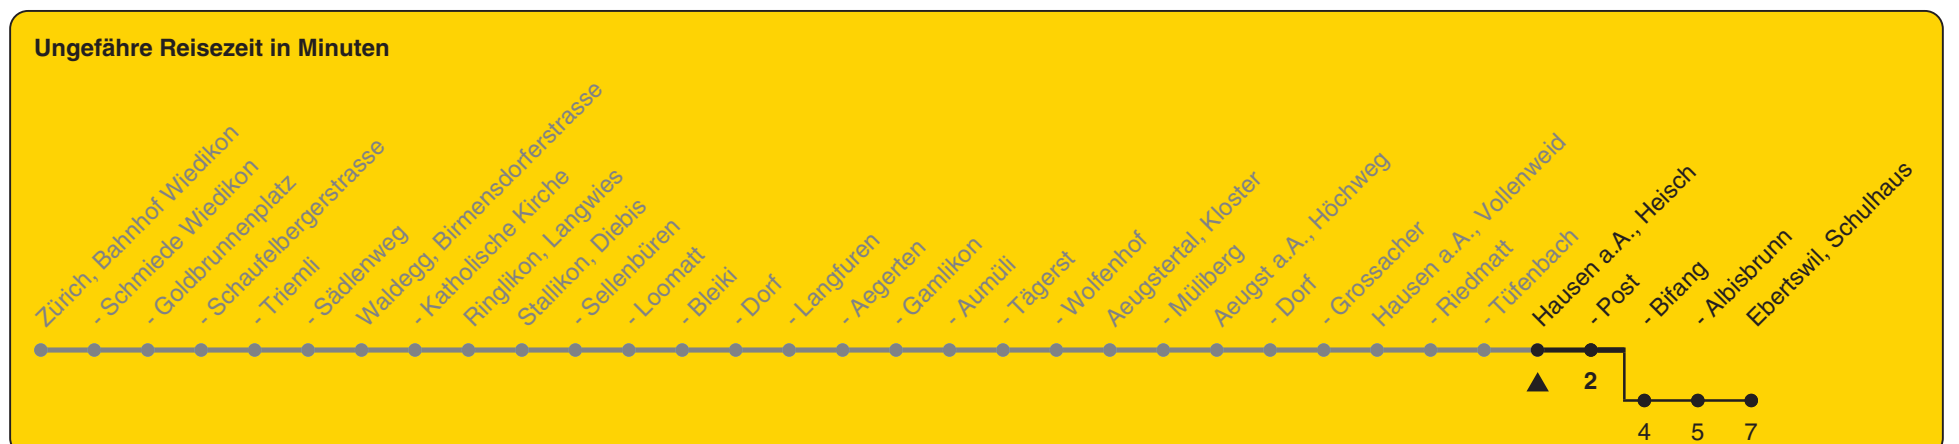 Ungefähre Reisezeit in Minuten
Zürich, Bahnhof Wiedikon
- Schmiede Wiedikon
- Goldbrunnenplatz
- Schaufelbergerstrasse
- Triemli
- Sädlenweg
Waldegg, Birmensdorferstrasse
- Katholische Kirche
Ringlikon, Langwies
Stallikon, Diebis
- Sellenbüren
- Loomatt
- Bleiki
- Dorf
- Langfuren
- Aegerten
- Gamlikon
- Aumüli
- Tägerst
- Wolfenhof
Aeugstertal, Kloster
- Müliberg
Aeugst a.A., Höchweg
- Dorf
- Grossacher
Hausen a.A., Vollenweid
- Riedmatt
- Tüfenbach
Hausen a.A., Heisch
- Post
- Bifang
- Albisbrunn
Ebertswil, Schulhaus
2
4 5 7